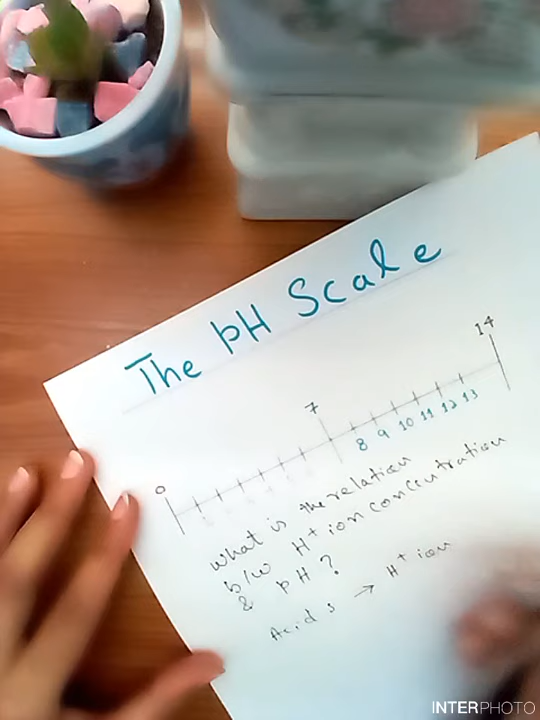 The pH Scale
0 7 14
8 9 10 11 12 13
what is the relation
b/w H+ ion concentration
& pH ?
Acids → H+ ion
INTERPHOTO